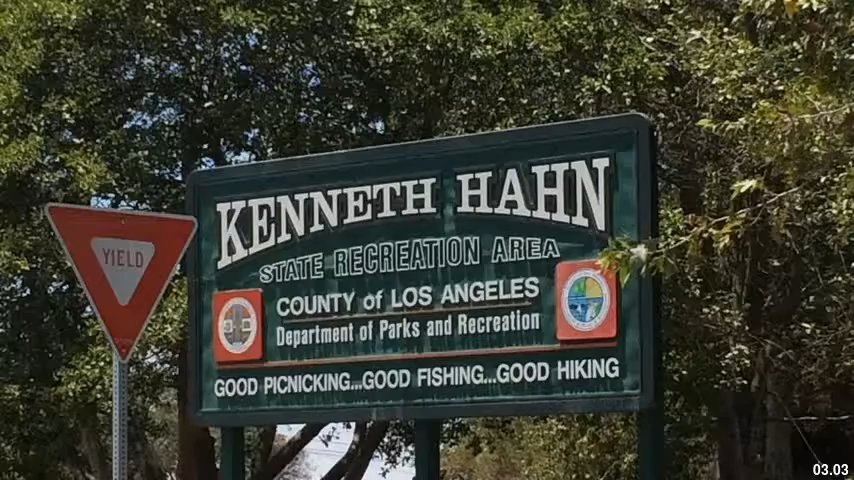 KENNETH HAHN
STATE RECREATION AREA
COUNTY of LOS ANGELES
Department of Parks and Recreation
GOOD PICNICKING...GOOD FISHING...GOOD HIKING
YIELD
03.03